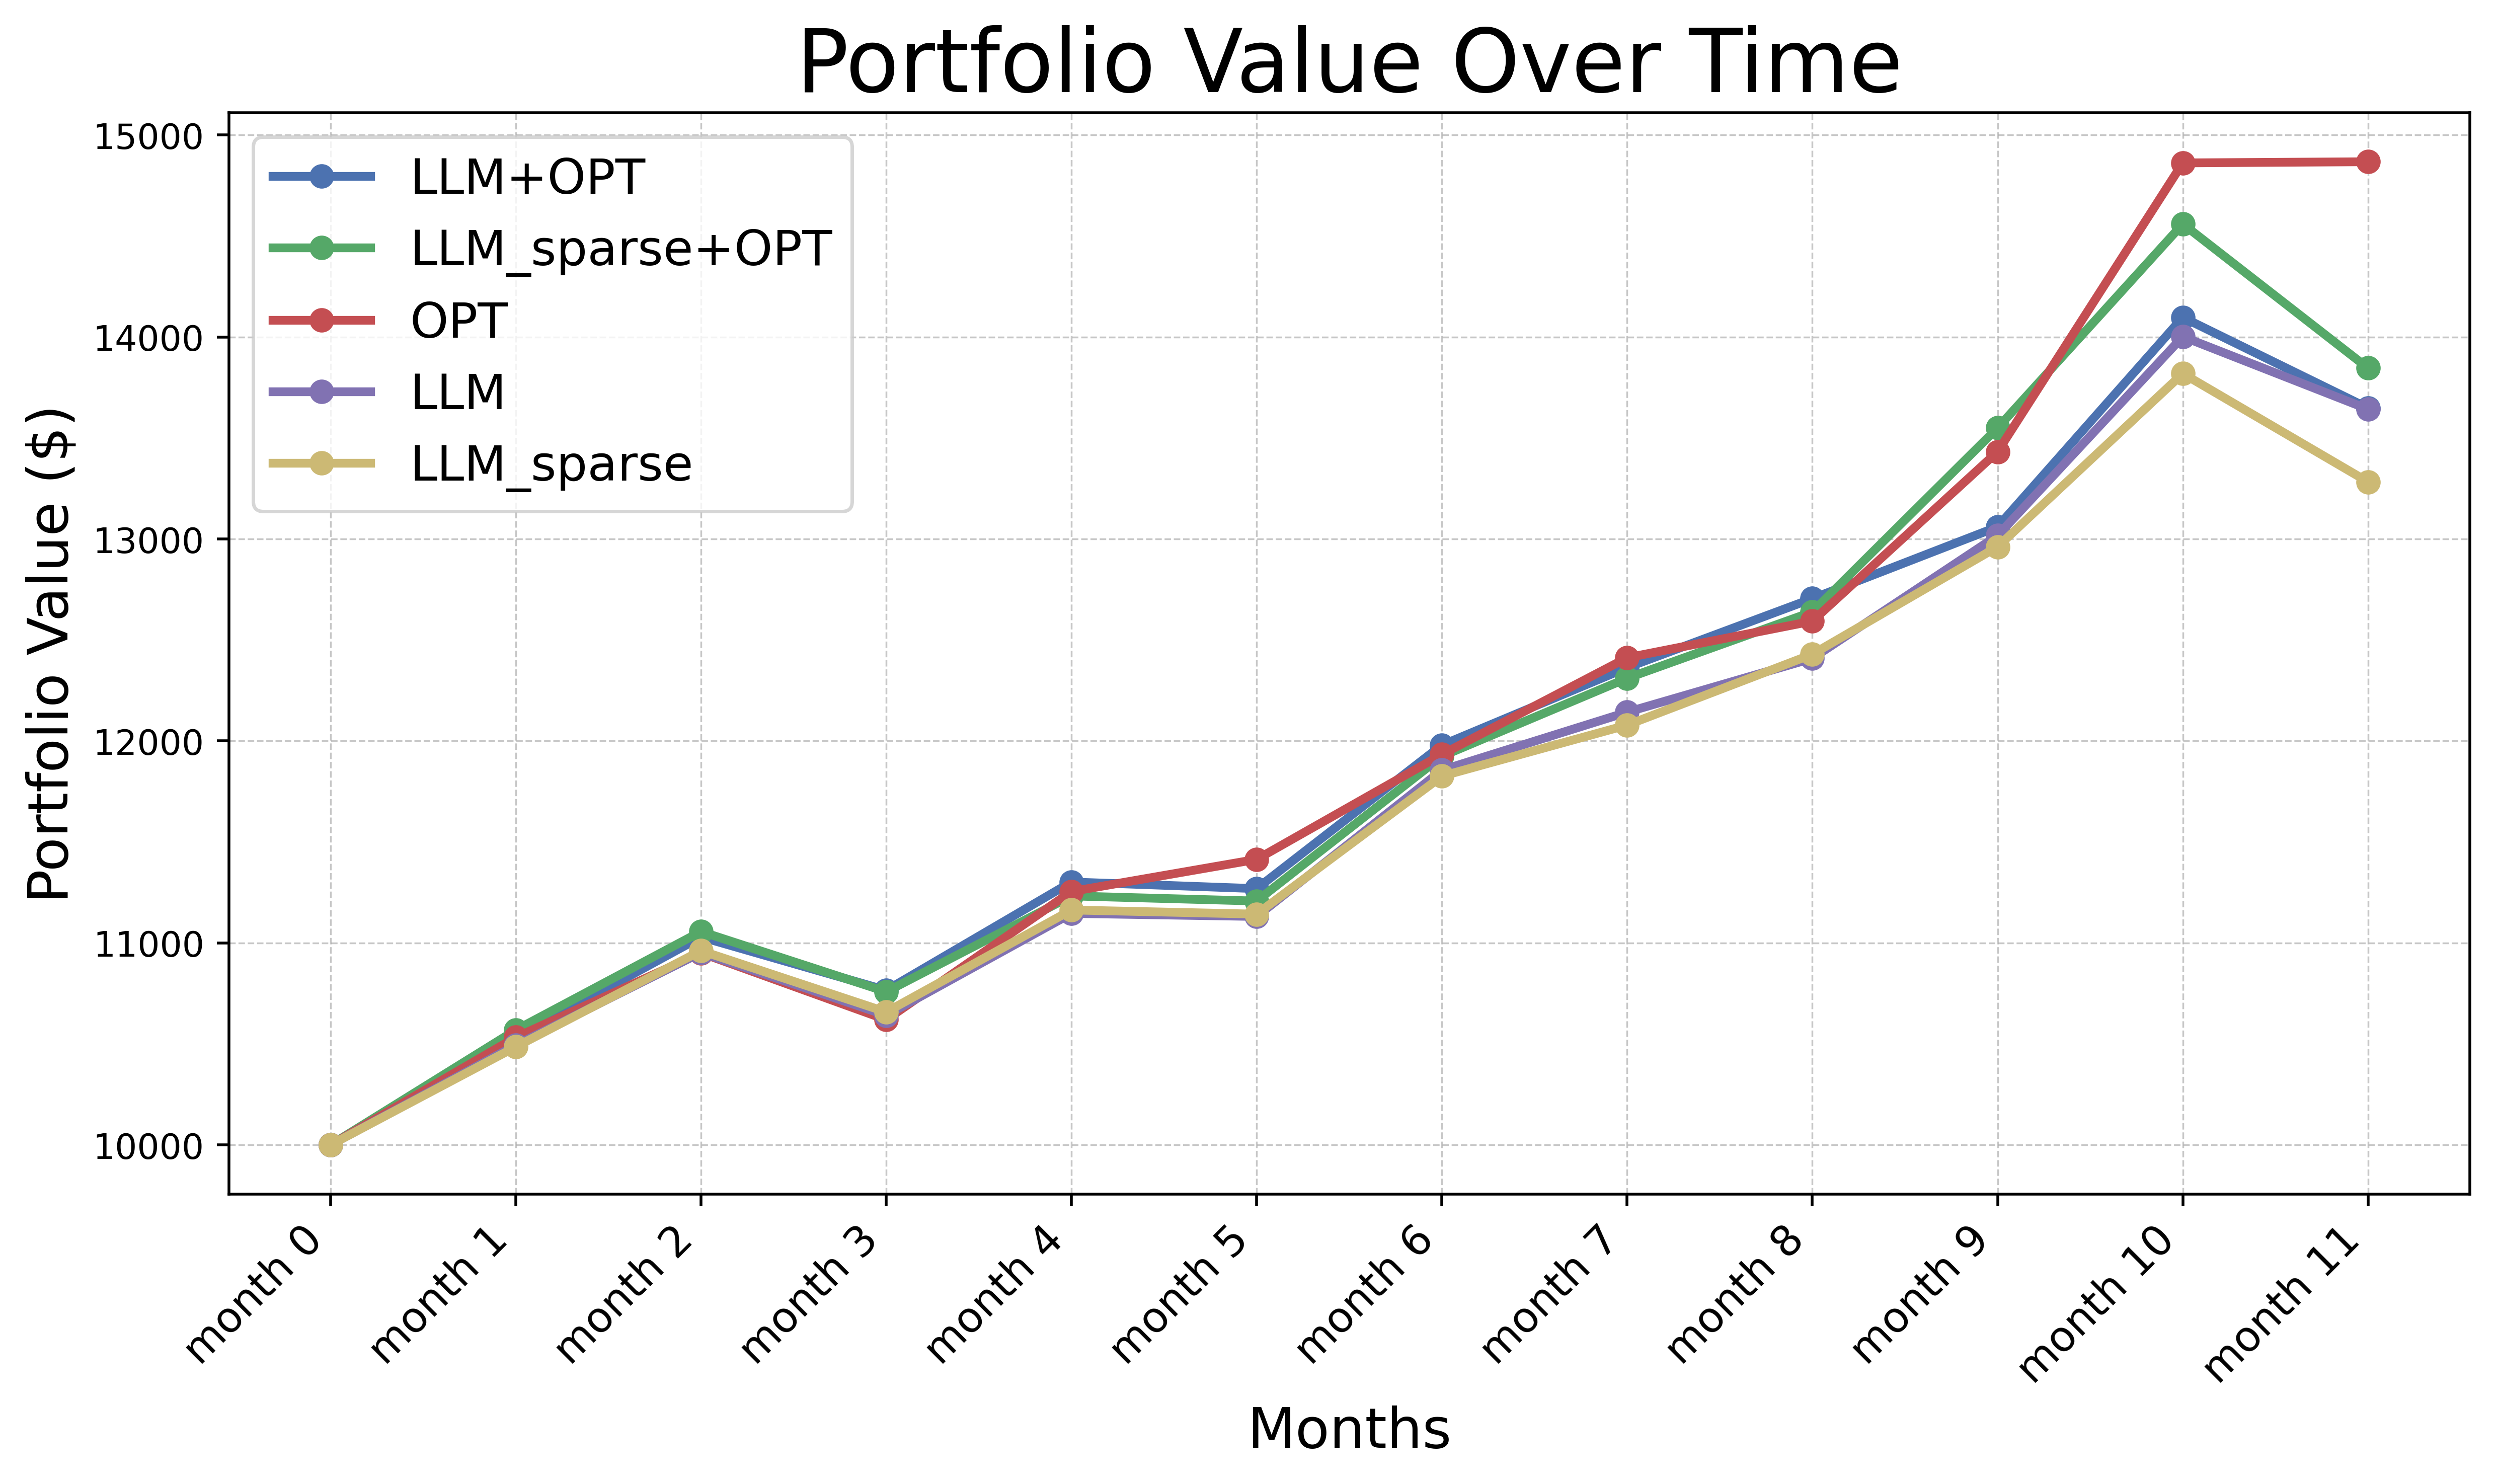 Portfolio Value Over Time
Portfolio Value ($)
15000
14000
13000
12000
11000
10000
LLM+OPT
LLM_sparse+OPT
OPT
LLM
LLM_sparse
month 0
month 1
month 2
month 3
month 4
month 5
month 6
month 7
month 8
month 9
month 10
month 11
Months